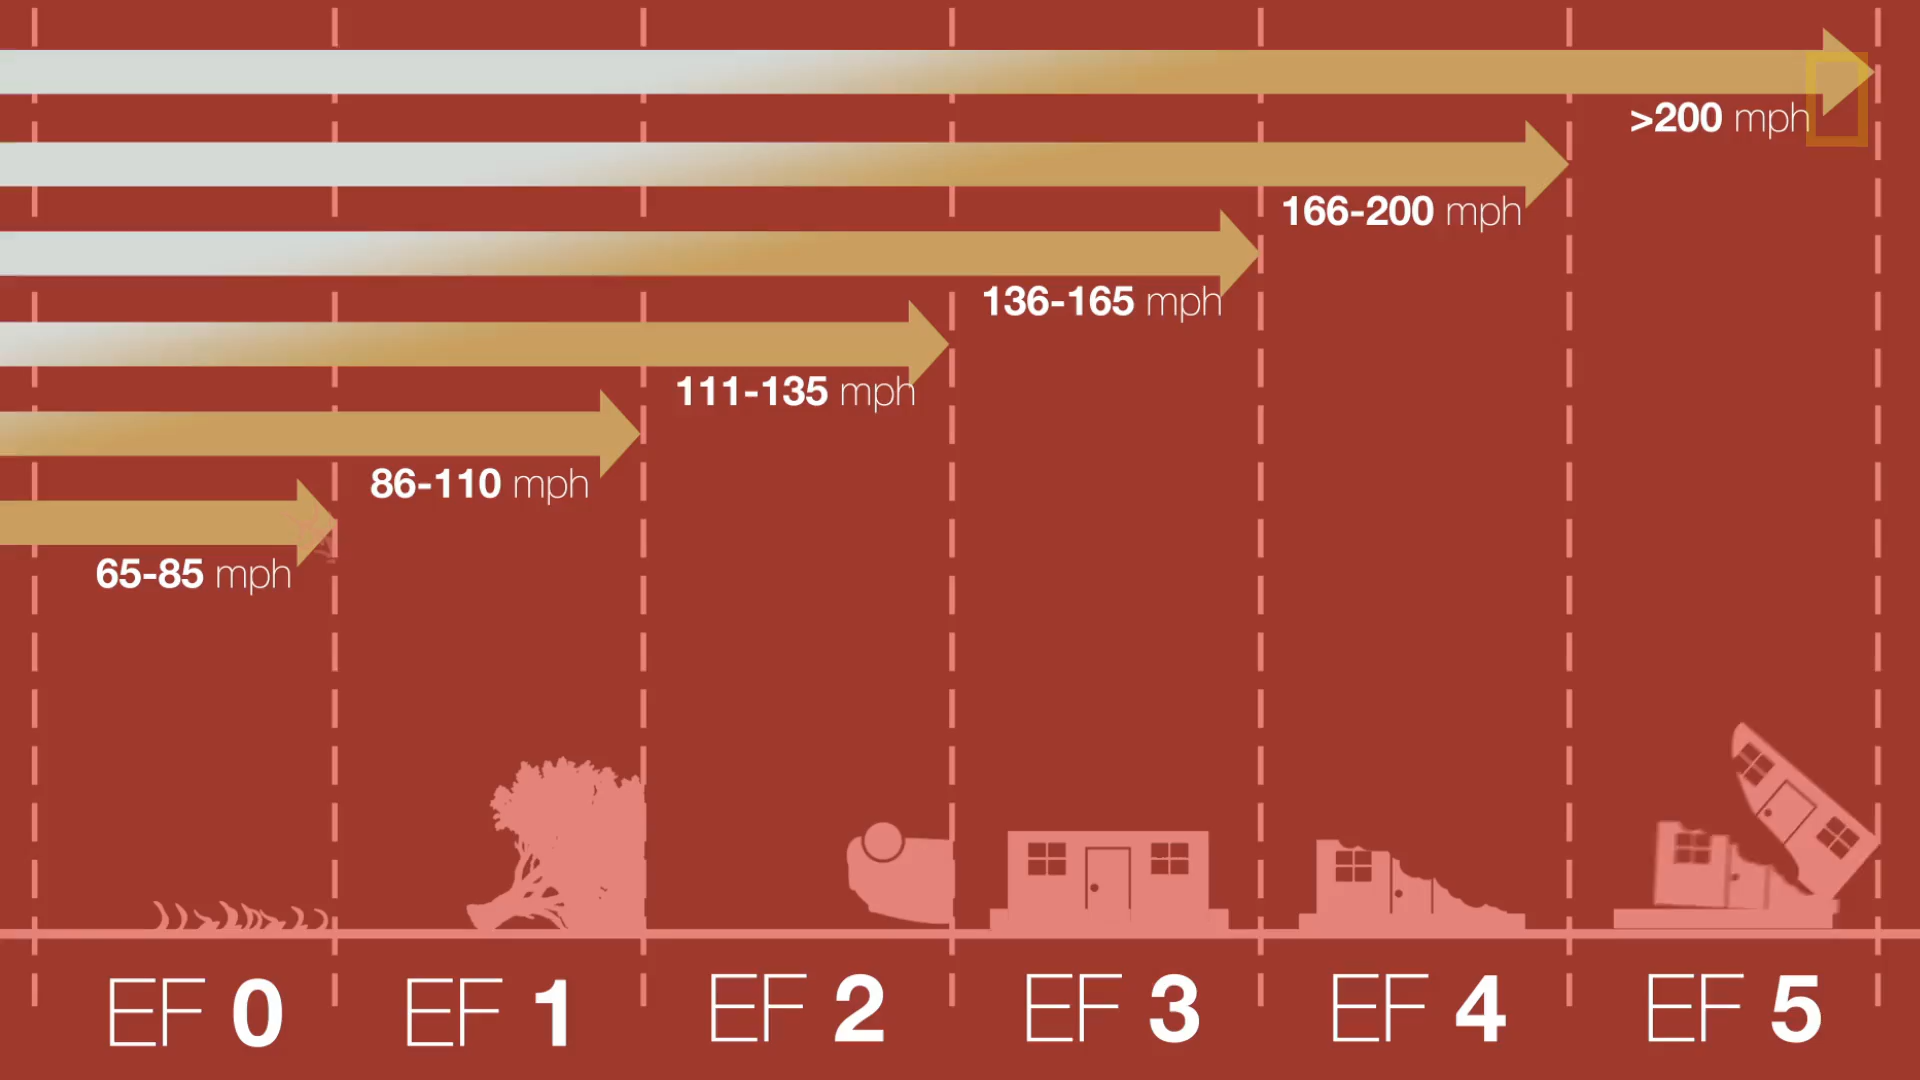 >200 mph
166-200 mph
136-165 mph
111-135 mph
86-110 mph
65-85 mph
EF 0
EF 1
EF 2
EF 3
EF 4
EF 5